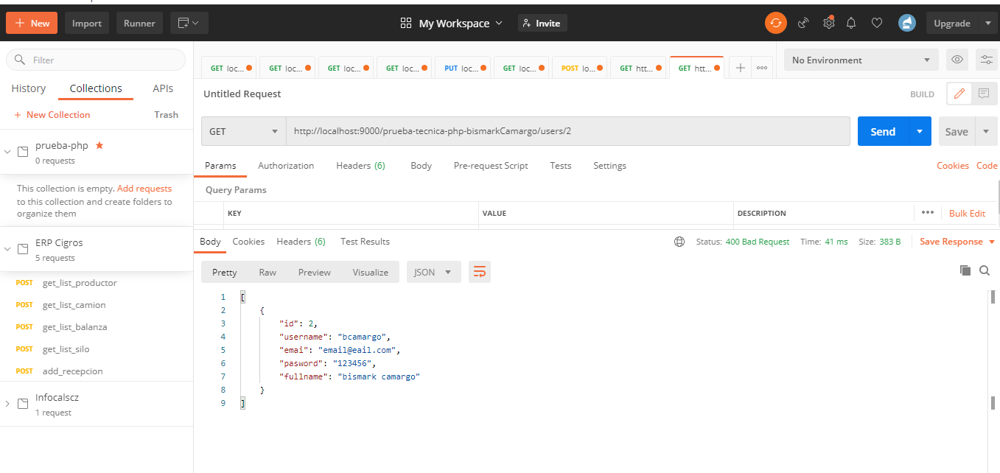 New Import Runner My Workspace Invite Upgrade
Filter
History Collections APIs
+ New Collection Trash
prueba-php
0 requests
This collection is empty. Add requests
to this collection and create folders to
organize them
ERP Cigros
5 requests
POST get_list_productor
POST get_list_camion
POST get_list_balanza
POST get_list_silo
POST add_recepcion
Infocalscz
1 request
GET loc... GET loc... GET loc... GET loc... PUT loc... GET loc... POST lo... GET htt... GET htt... No Environment
Untitled Request BUILD
GET http://localhost:9000/prueba-tecnica-php-bismarkCamargo/users/2 Send Save
Params Authorization Headers (6) Body Pre-request Script Tests Settings Cookies Code
Query Params
KEY VALUE DESCRIPTION Bulk Edit
Body Cookies Headers (6) Test Results Status: 400 Bad Request Time: 41 ms Size: 383 B Save Response
Pretty Raw Preview Visualize JSON
1 [
2 {
3 "id": 2,
4 "username": "bcamargo",
5 "emai": "email@eail.com",
6 "pasword": "123456",
7 "fullname": "bismark camargo"
8 }
9 ]